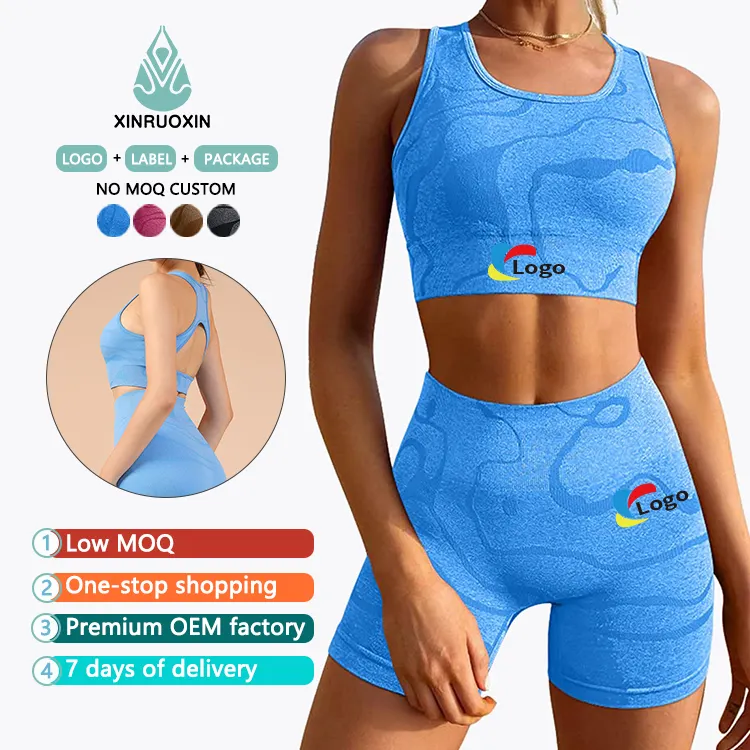 XINRUOXIN
LOGO + LABEL + PACKAGE
NO MOQ CUSTOM
Logo
Logo
1 Low MOQ
2 One-stop shopping
3 Premium OEM factory
4 7 days of delivery